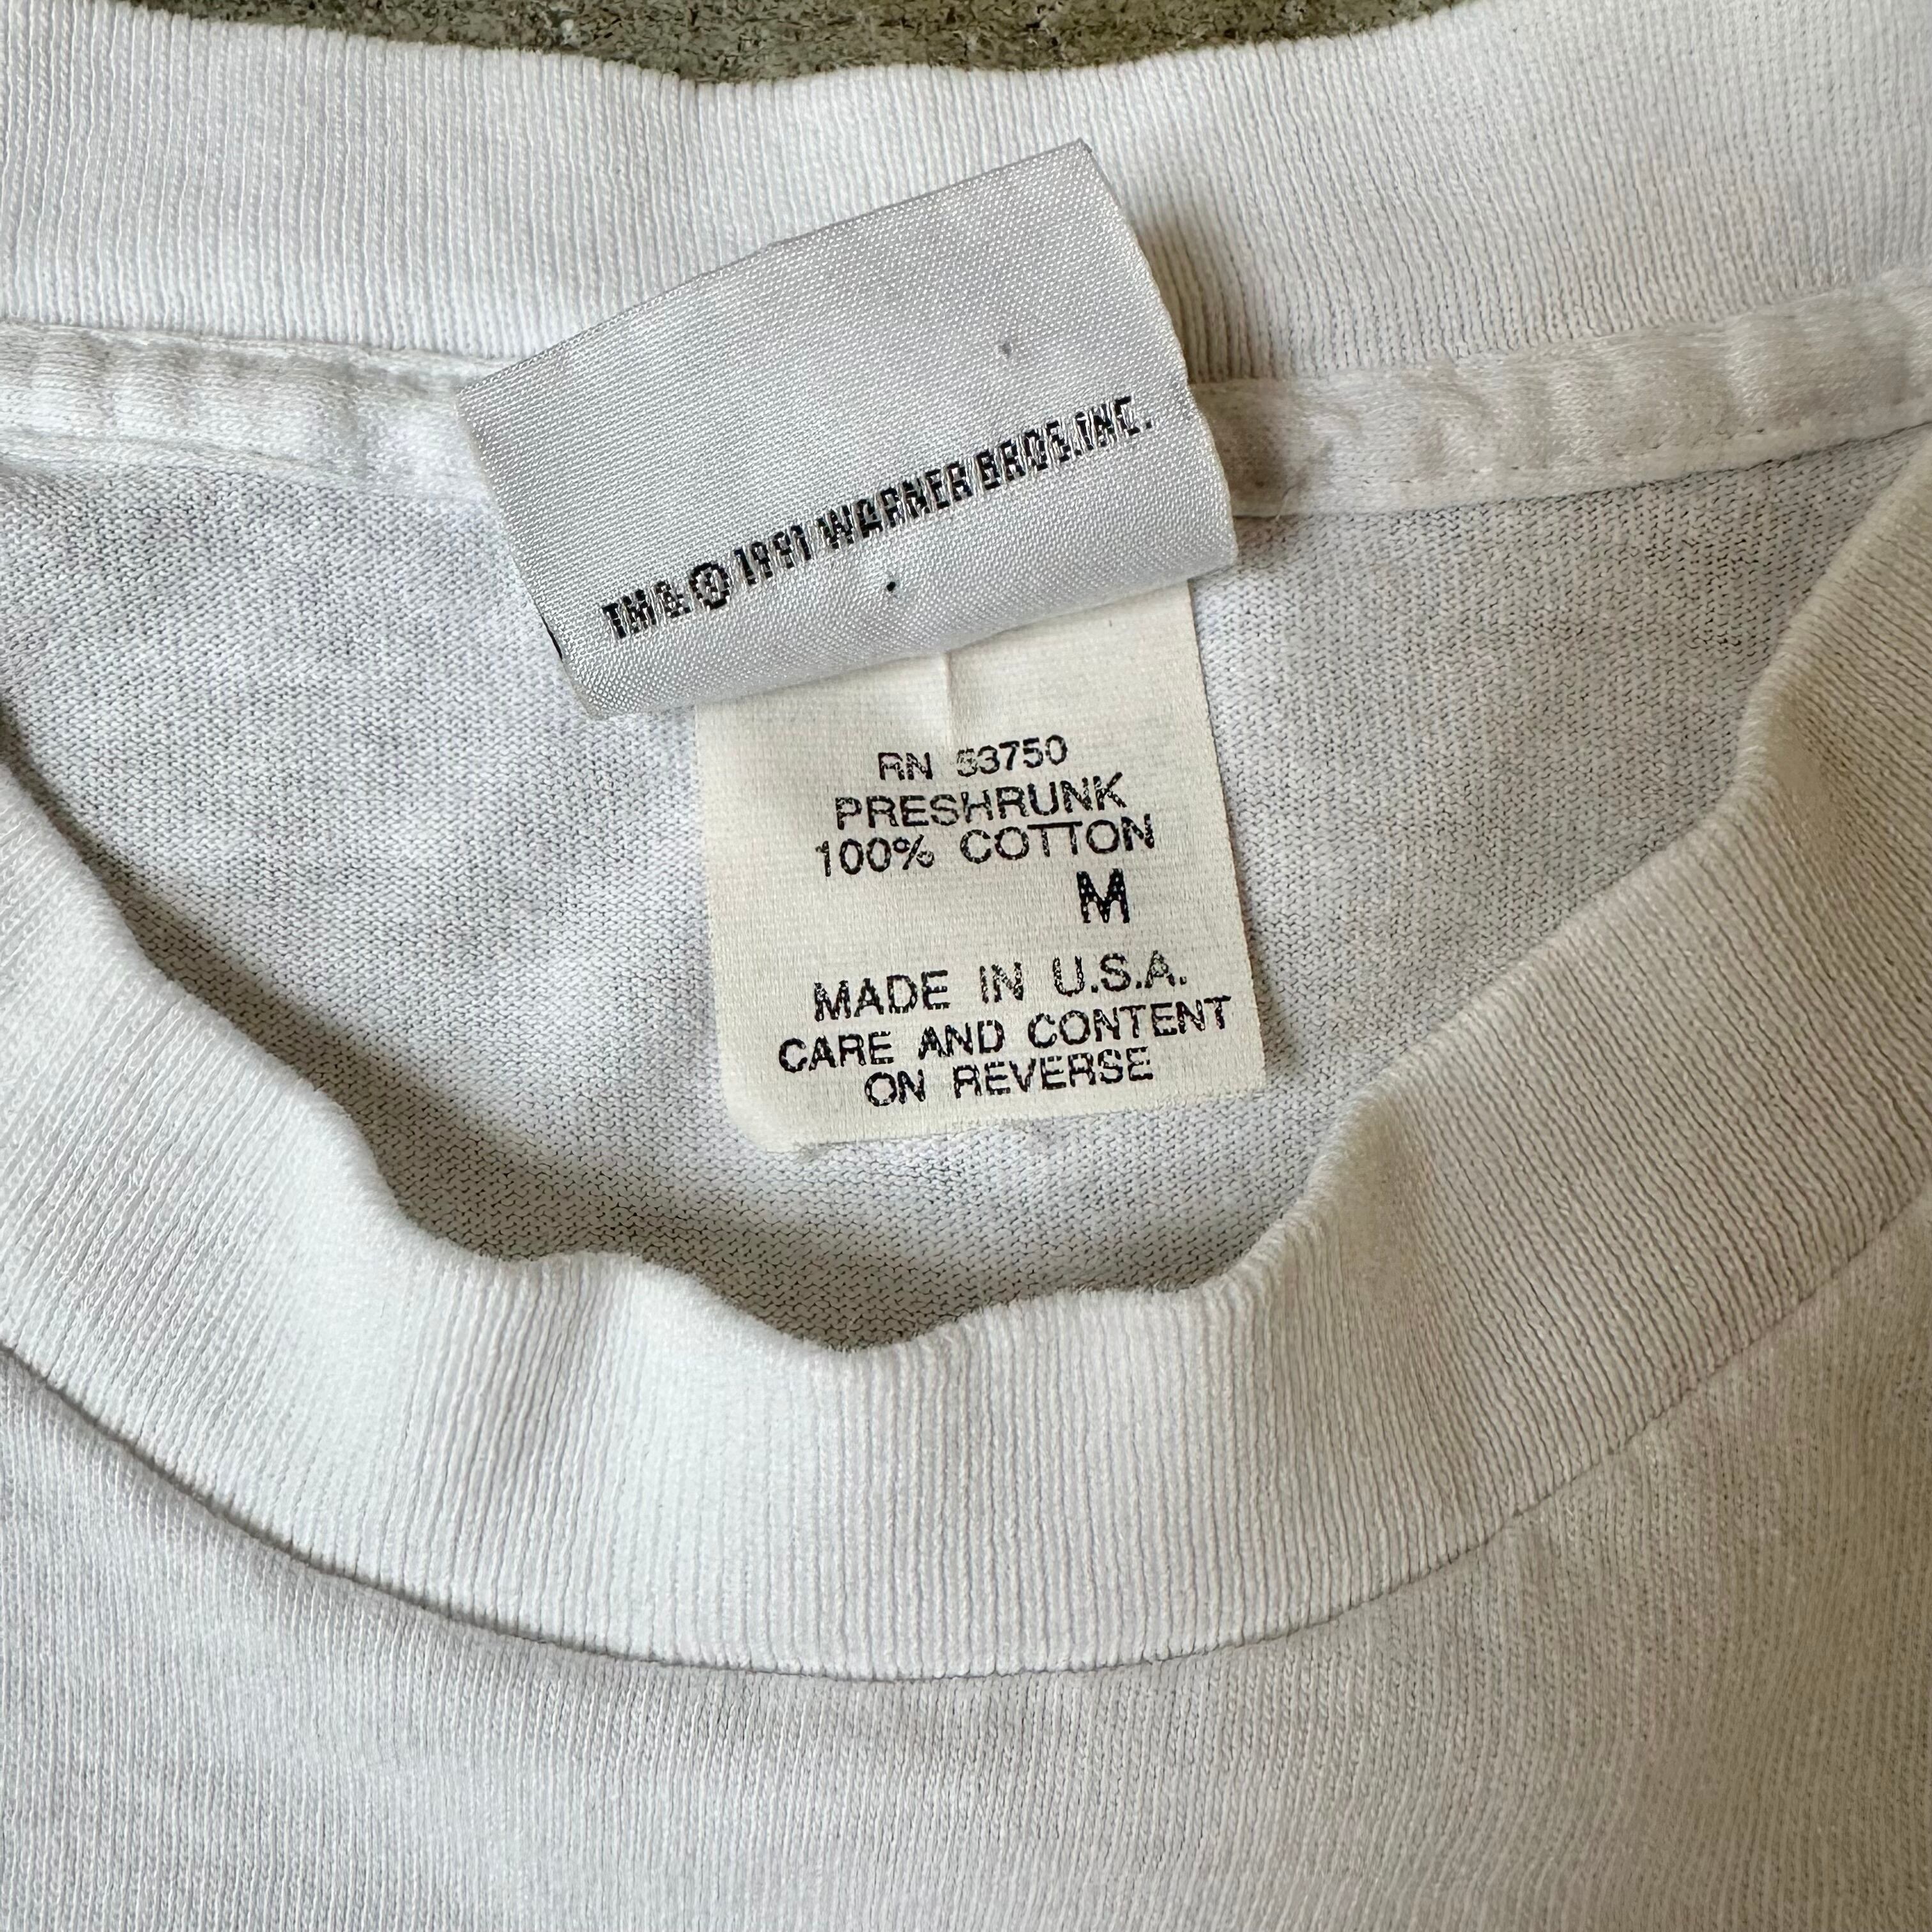 TM & © 1991 WARNER BROS. INC.
RN 53750
PRESHRUNK
100% COTTON
M
MADE IN U.S.A.
CARE AND CONTENT
ON REVERSE